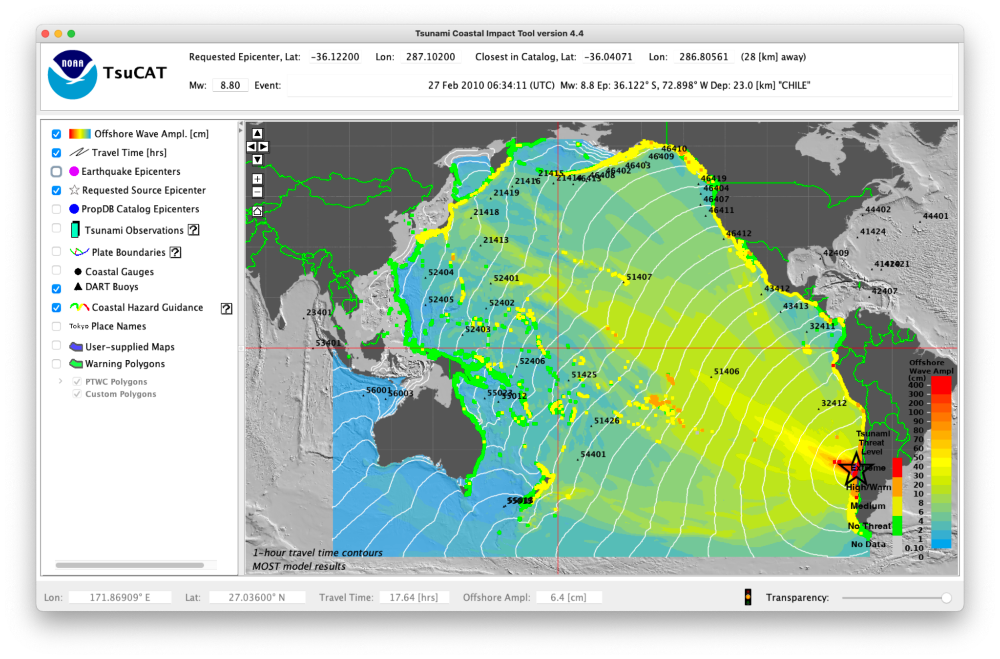 Tsunami Coastal Impact Tool version 4.4
NOAA
TsuCAT
Requested Epicenter, Lat: -36.12200 Lon: 287.10200 Closest in Catalog, Lat: -36.04071 Lon: 286.80561 (28 [km] away)
Mw: 8.80 Event: 27 Feb 2010 06:34:11 (UTC) Mw: 8.8 Ep: 36.122° S, 72.898° W Dep: 23.0 [km] "CHILE"
Offshore Wave Ampl. [cm]
Travel Time [hrs]
Earthquake Epicenters
Requested Source Epicenter
PropDB Catalog Epicenters
Tsunami Observations ?
Plate Boundaries ?
Coastal Gauges
DART Buoys
Coastal Hazard Guidance ?
Tokyo Place Names
User-supplied Maps
Warning Polygons
PTWC Polygons
Custom Polygons
46410
46409
46403
46402
46408
46413
21414
21415
21416
21419
21418
21413
46419
46404
46407
46411
46412
44402
44401
41424
42409
41421
42407
52404
52401
51407
52405
52402
43412
43413
23401
52403
32411
53401
52406
51425
51406
56001
56003
55023
55012
32412
51426
54401
Offshore
Wave Ampl
(cm)
400
300
200
100
90
80
70
60
50
40
30
20
10
8
6
4
2
1
0.10
0
Tsunami
Threat
Level
Extreme
High/Warn
Medium
No Threat
No Data
1-hour travel time contours
MOST model results
Lon: 171.86909° E Lat: 27.03600° N Travel Time: 17.64 [hrs] Offshore Ampl: 6.4 [cm] Transparency: